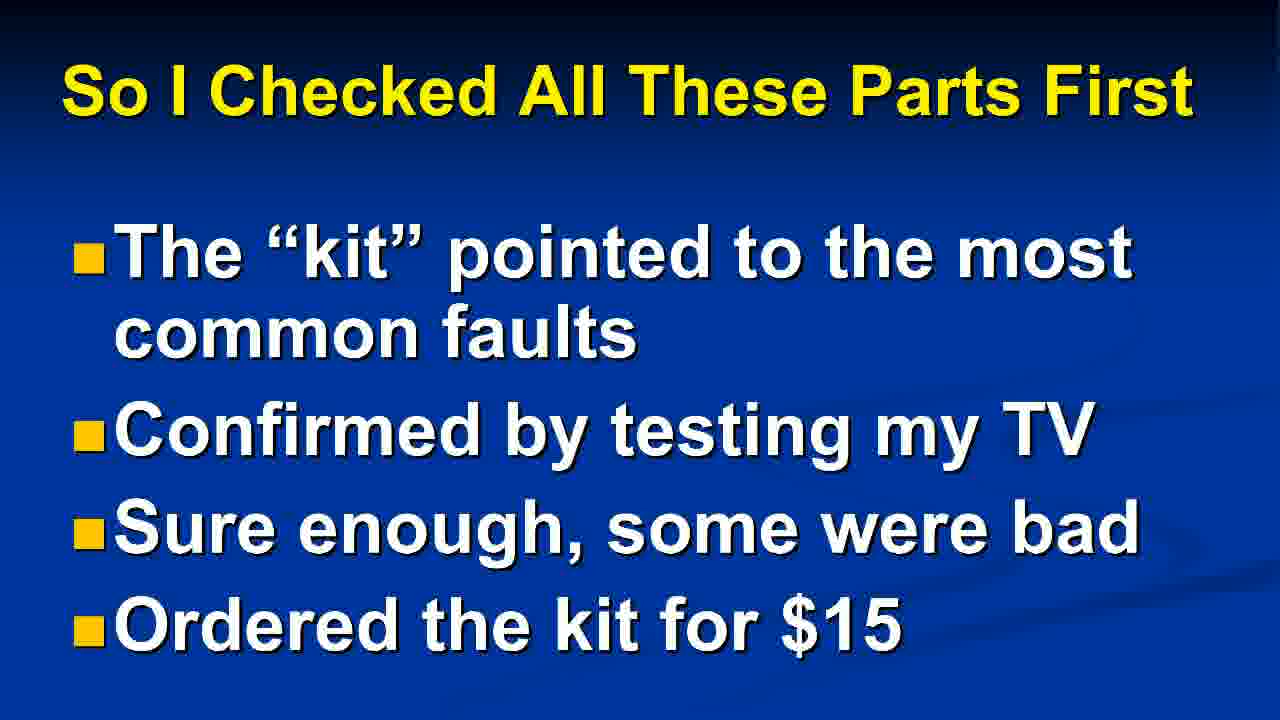 So I Checked All These Parts First
The “kit” pointed to the most
common faults
Confirmed by testing my TV
Sure enough, some were bad
Ordered the kit for $15